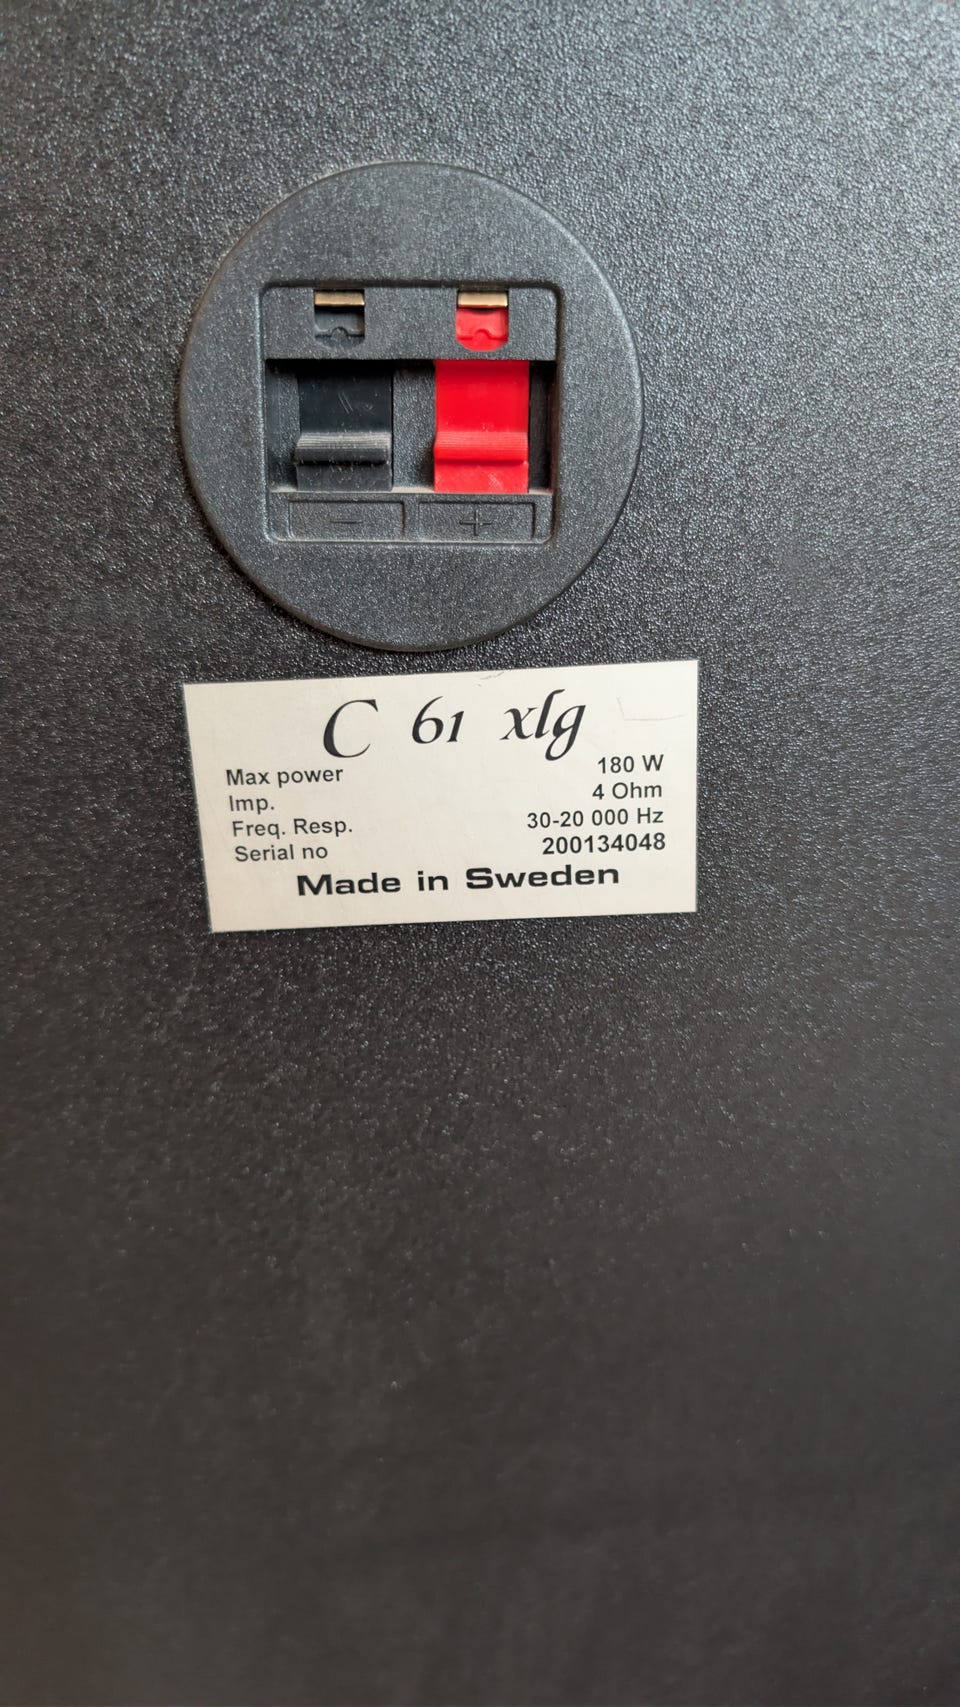 - +
C 61 xlg
Max power 180 W
Imp. 4 Ohm
Freq. Resp. 30-20 000 Hz
Serial no 200134048
Made in Sweden